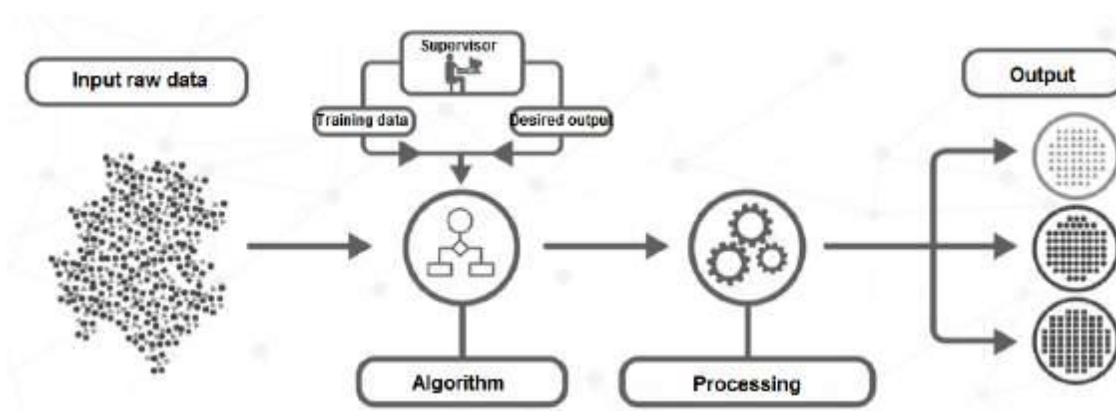 Supervisor
Input raw data
Output
Training data
Desired output
Algorithm
Processing